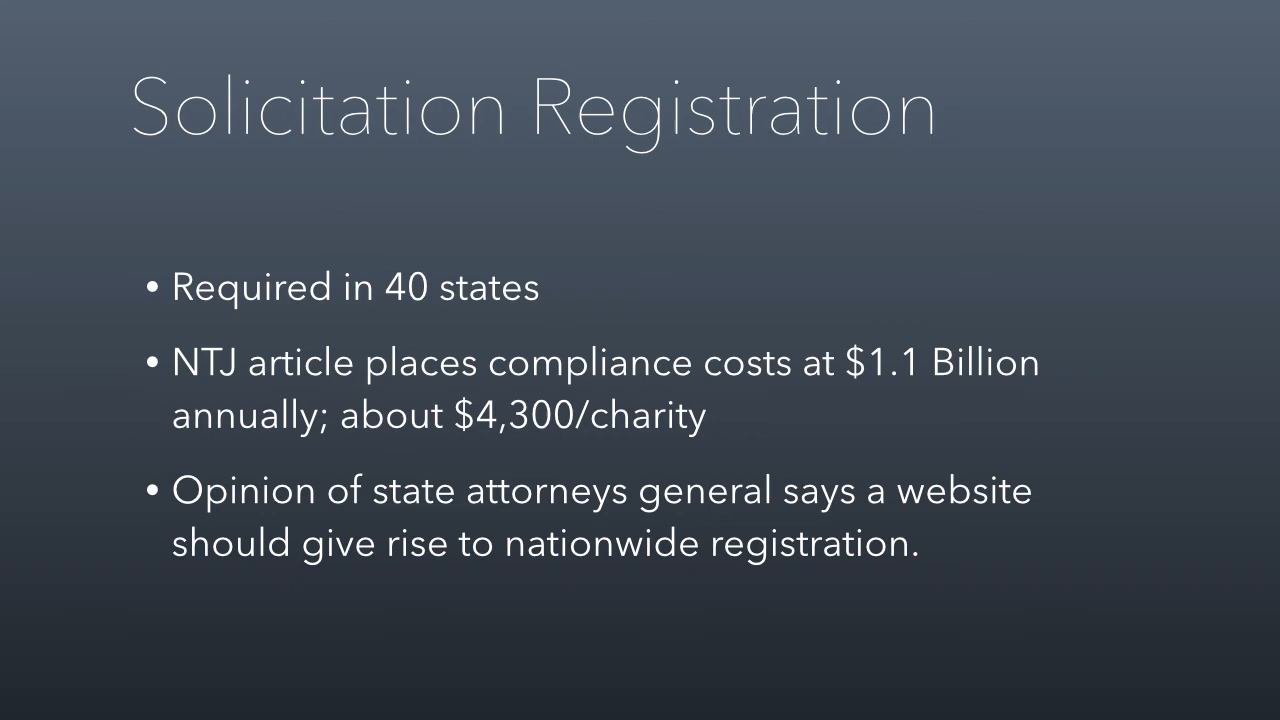 Solicitation Registration
• Required in 40 states
• NTJ article places compliance costs at $1.1 Billion
annually; about $4,300/charity
• Opinion of state attorneys general says a website
should give rise to nationwide registration.